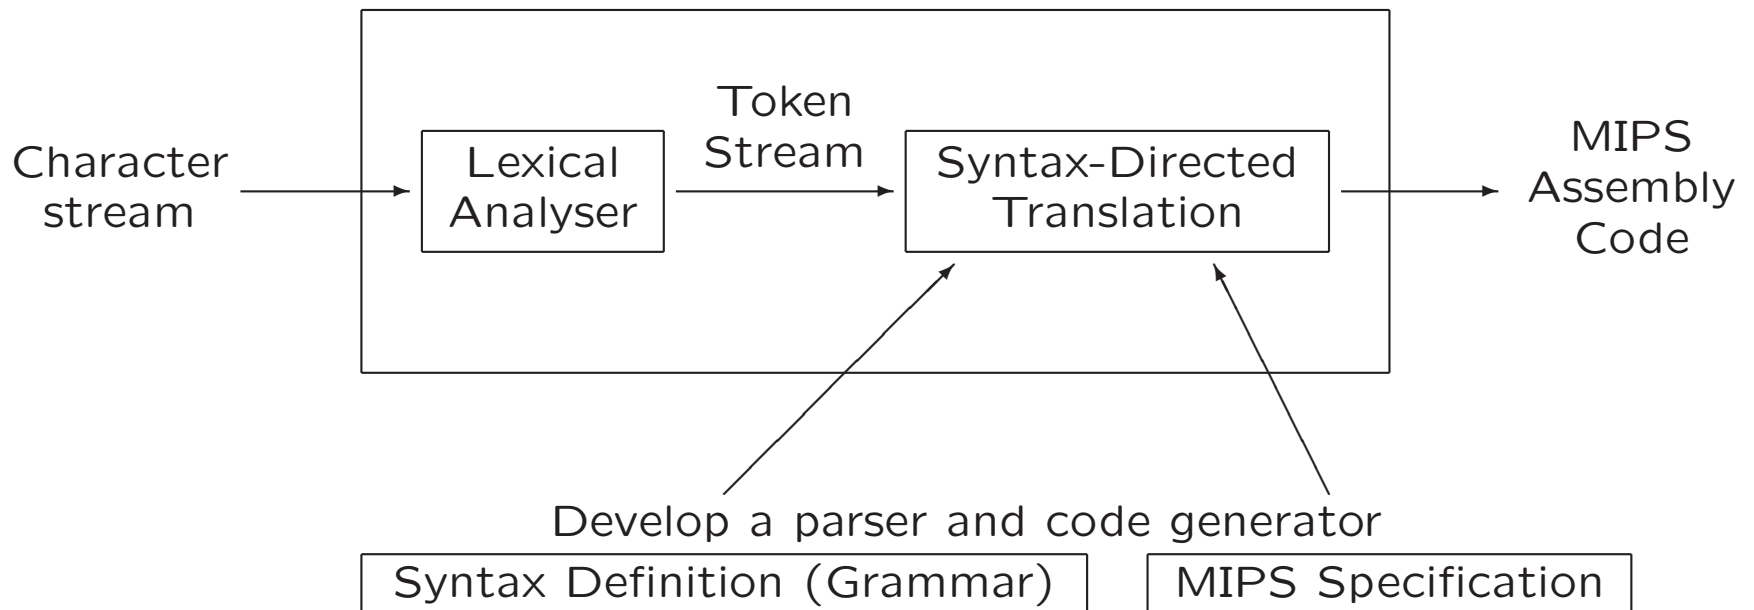 Character
stream
Lexical
Analyser
Token
Stream
Syntax-Directed
Translation
MIPS
Assembly
Code
Develop a parser and code generator
Syntax Definition (Grammar)
MIPS Specification